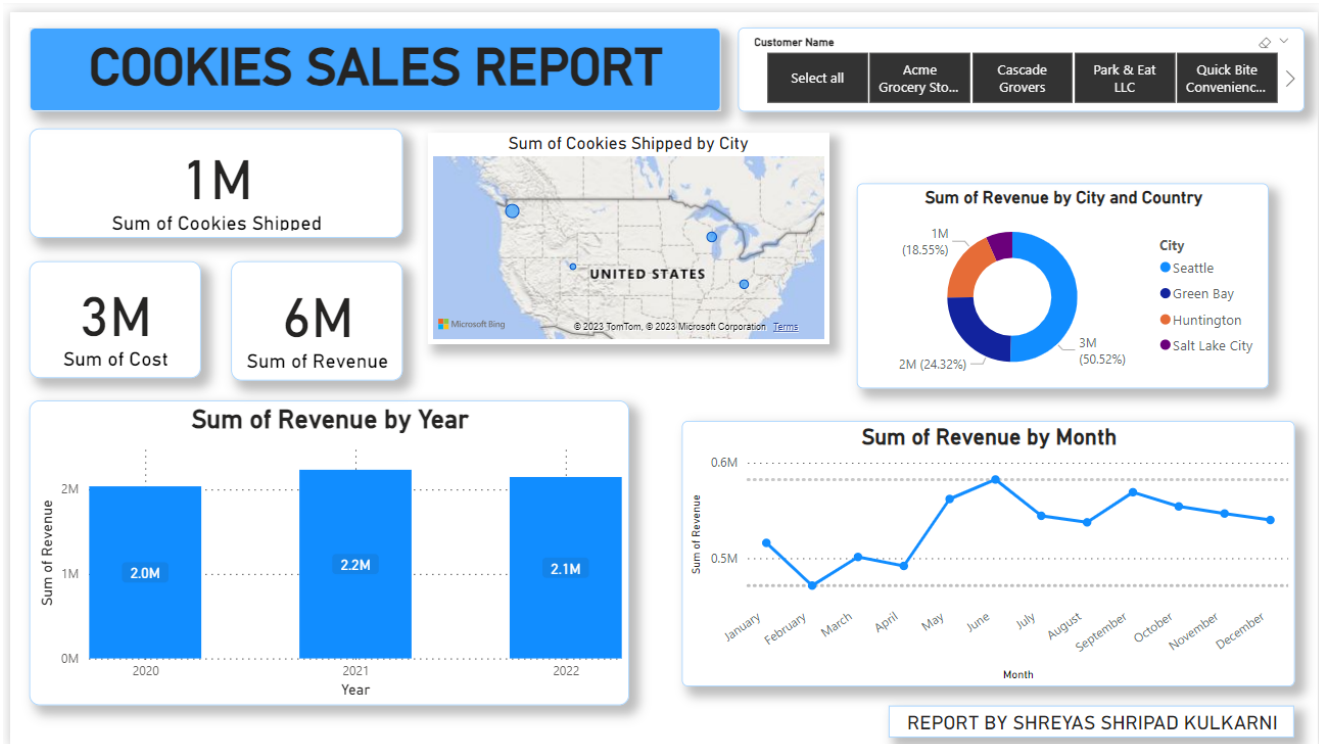 COOKIES SALES REPORT
Customer Name
Select all
Acme
Grocery Sto...
Cascade
Grovers
Park & Eat
LLC
Quick Bite
Convenienc...
1M
Sum of Cookies Shipped
3M
Sum of Cost
6M
Sum of Revenue
Sum of Cookies Shipped by City
UNITED STATES
Microsoft Bing
© 2023 TomTom, © 2023 Microsoft Corporation Terms
Sum of Revenue by City and Country
1M
(18.55%)
2M (24.32%)
3M
(50.52%)
City
Seattle
Green Bay
Huntington
Salt Lake City
Sum of Revenue by Year
Sum of Revenue
2M
1M
0M
2.0M
2.2M
2.1M
2020
2021
2022
Year
Sum of Revenue by Month
Sum of Revenue
0.6M
0.5M
January
February
March
April
May
June
July
August
September
October
November
December
Month
REPORT BY SHREYAS SHRIPAD KULKARNI